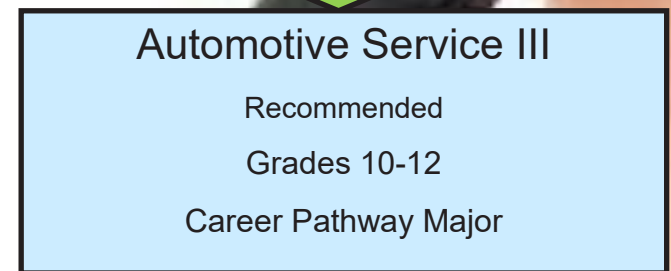 Automotive Service III
Recommended
Grades 10-12
Career Pathway Major